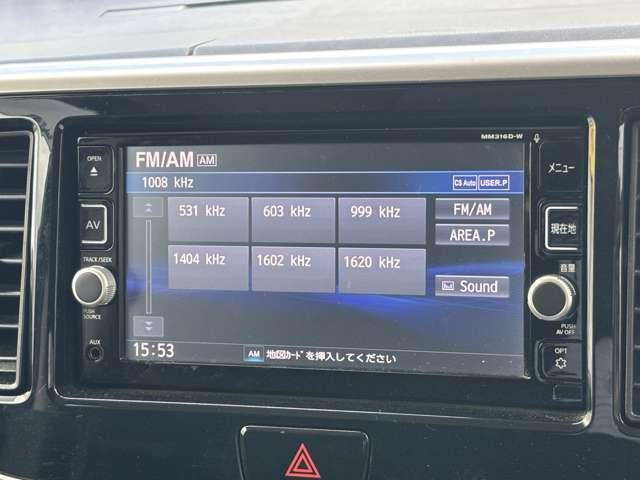 MM316D-W
OPEN
FM/AM AM
メニュー
1008 kHz
C$ Auto USER.P
AV
531 kHz 603 kHz 999 kHz
FM/AM
現在地
AREA.P
TRACK/SEEK
1404 kHz 1602 kHz 1620 kHz
音量
Sound
PUSH
SOURCE
PUSH
AV OFF
AUX
15:53
AM 地図ｶｰﾄﾞを挿入してください
OPT